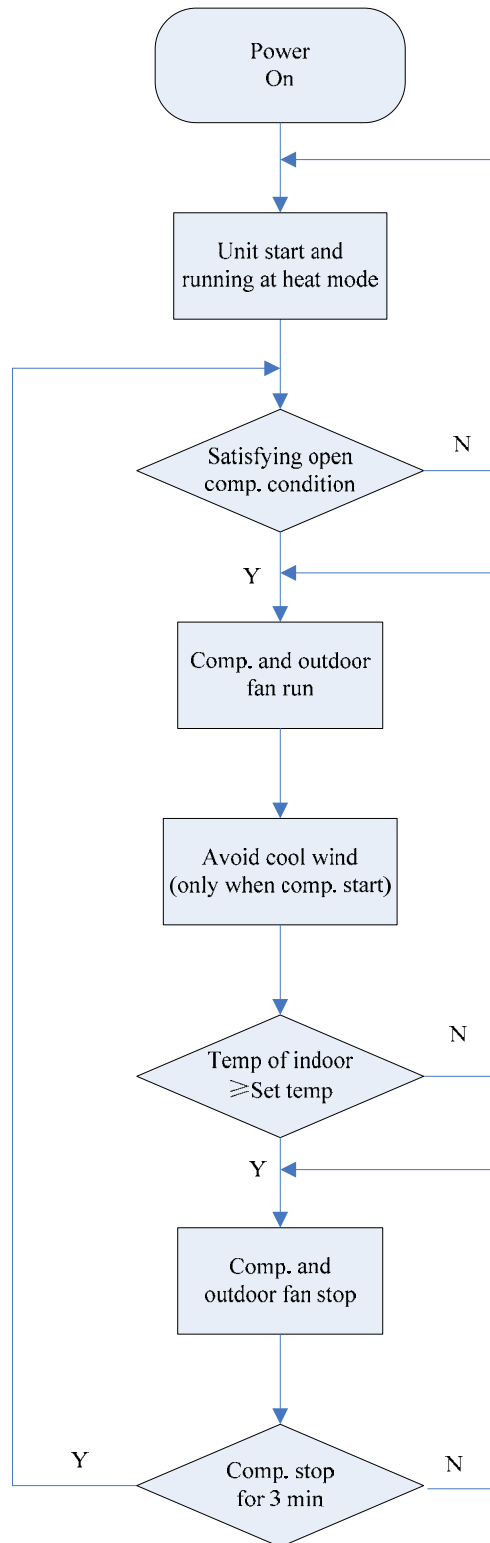 Power
On
Unit start and
running at heat mode
Satisfying open
comp. condition
N
Y
Comp. and outdoor
fan run
Avoid cool wind
(only when comp. start)
Temp of indoor
≥Set temp
N
Y
Comp. and
outdoor fan stop
Y
Comp. stop
for 3 min
N